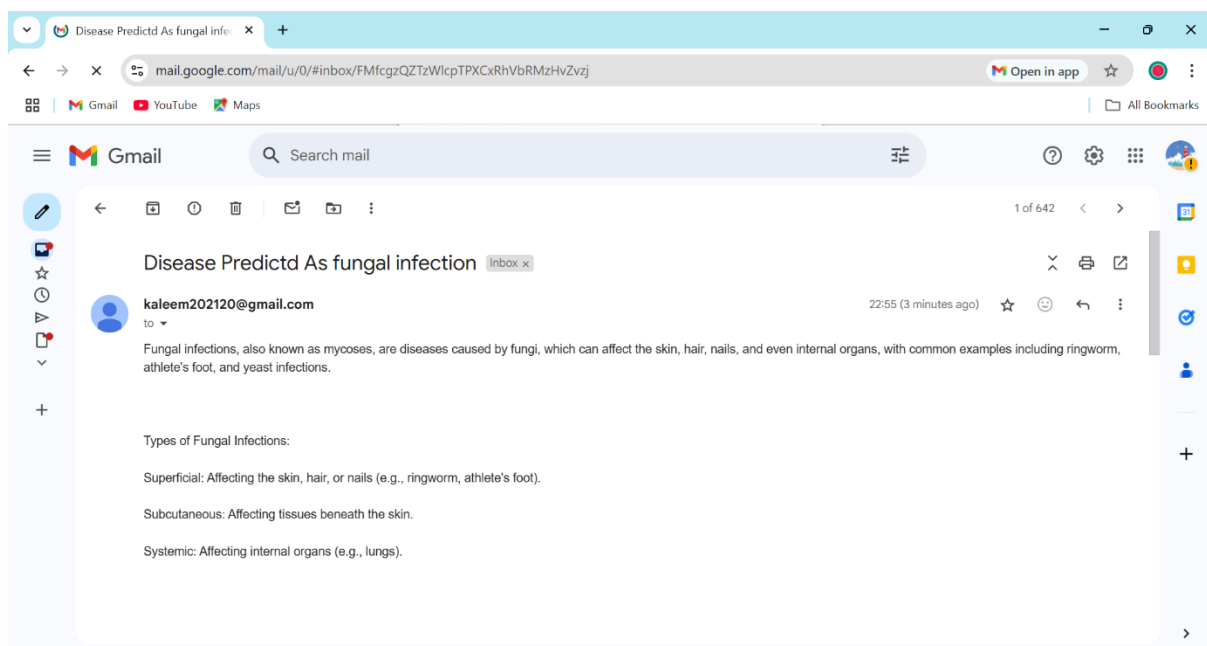 Disease Predictd As fungal infec
mail.google.com/mail/u/0/#inbox/FMfcgzQZTzWlcpTPXCxRhVbRMzHvZvzj
Open in app
Gmail
YouTube
Maps
All Bookmarks
Gmail
Search mail
1 of 642
31
Disease Predictd As fungal infection
Inbox x
kaleem202120@gmail.com
22:55 (3 minutes ago)
to
Fungal infections, also known as mycoses, are diseases caused by fungi, which can affect the skin, hair, nails, and even internal organs, with common examples including ringworm,
athlete's foot, and yeast infections.
Types of Fungal Infections:
Superficial: Affecting the skin, hair, or nails (e.g., ringworm, athlete's foot).
Subcutaneous: Affecting tissues beneath the skin.
Systemic: Affecting internal organs (e.g., lungs).